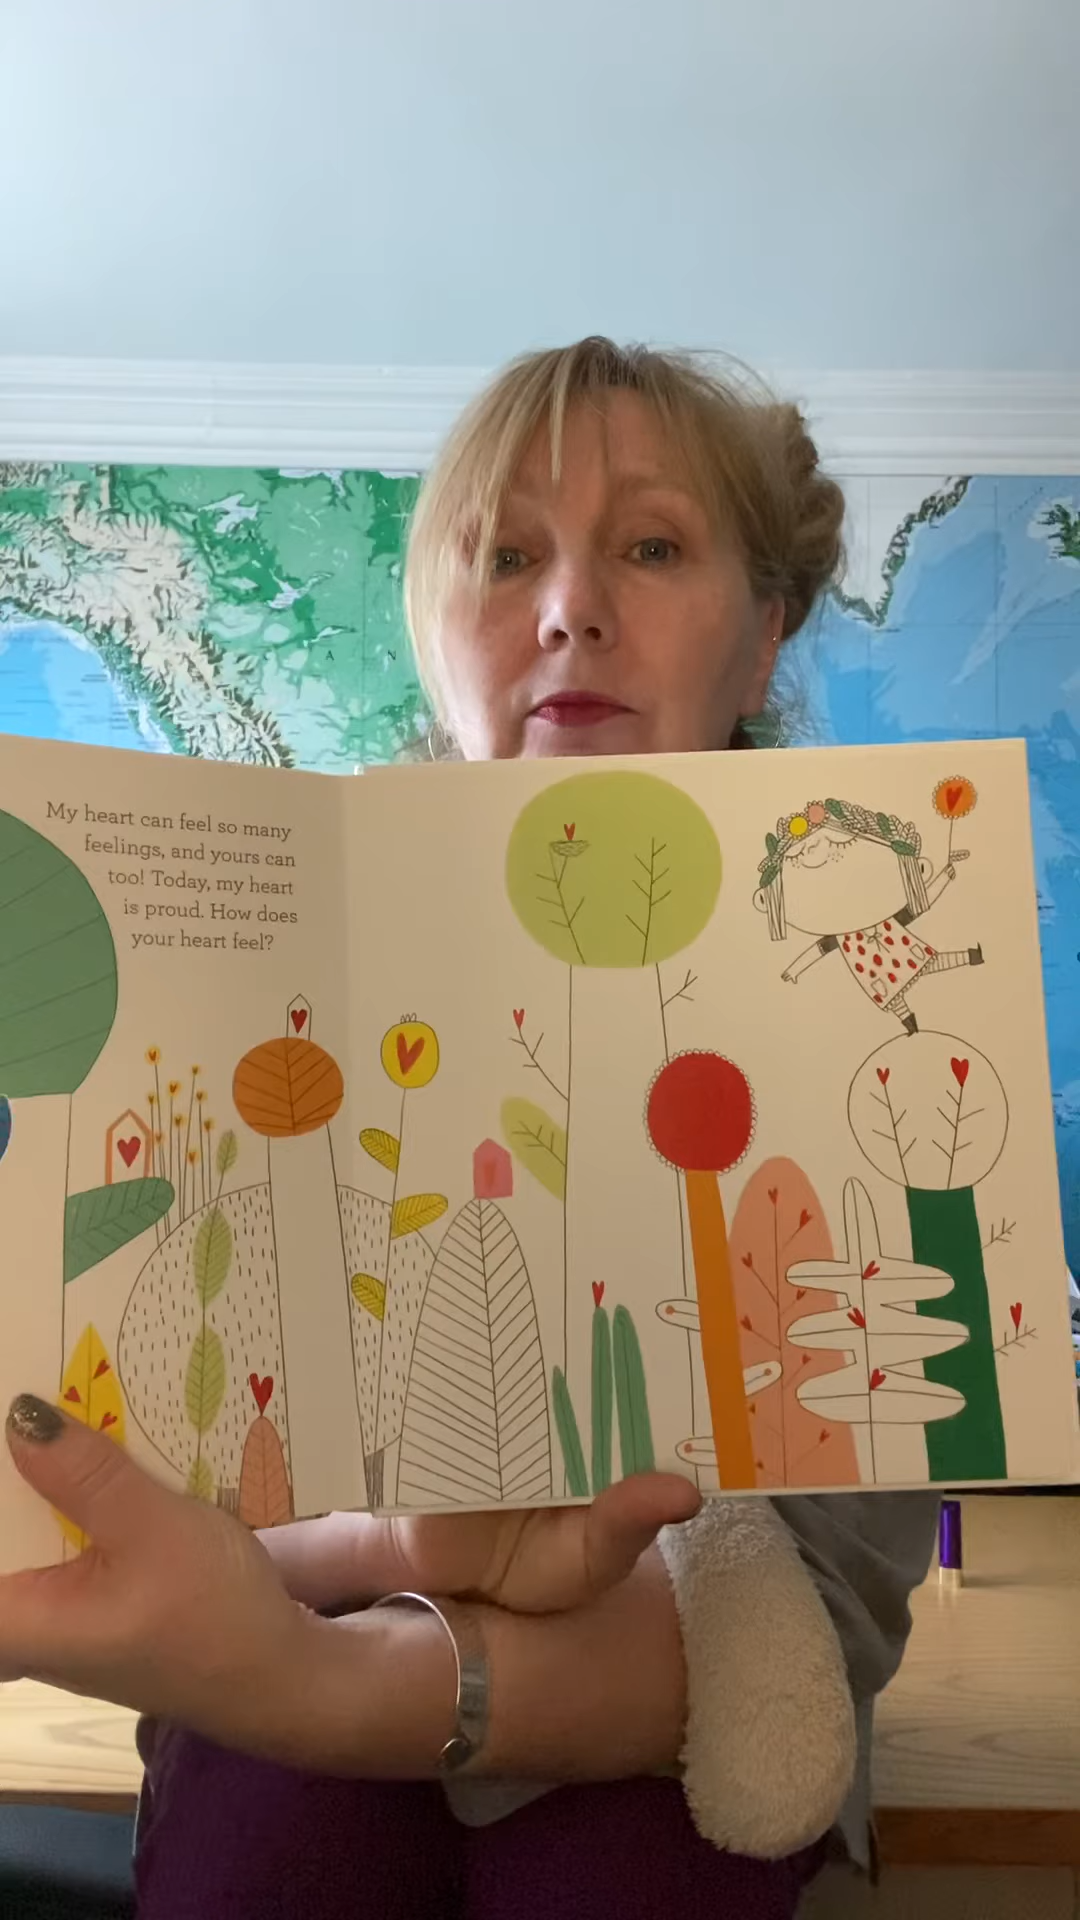 My heart can feel so many
feelings, and yours can
too! Today, my heart
is proud. How does
your heart feel?
A N